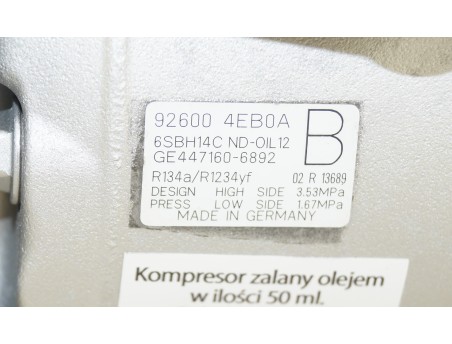 92600 4EB0A B
6SBH14C ND-OIL12
GE447160-6892
R134a/R1234yf 02 R 13689
DESIGN HIGH SIDE 3.53MPa
PRESS LOW SIDE 1.67MPa
MADE IN GERMANY
Kompresor zalany olejem
w ilości 50 ml.